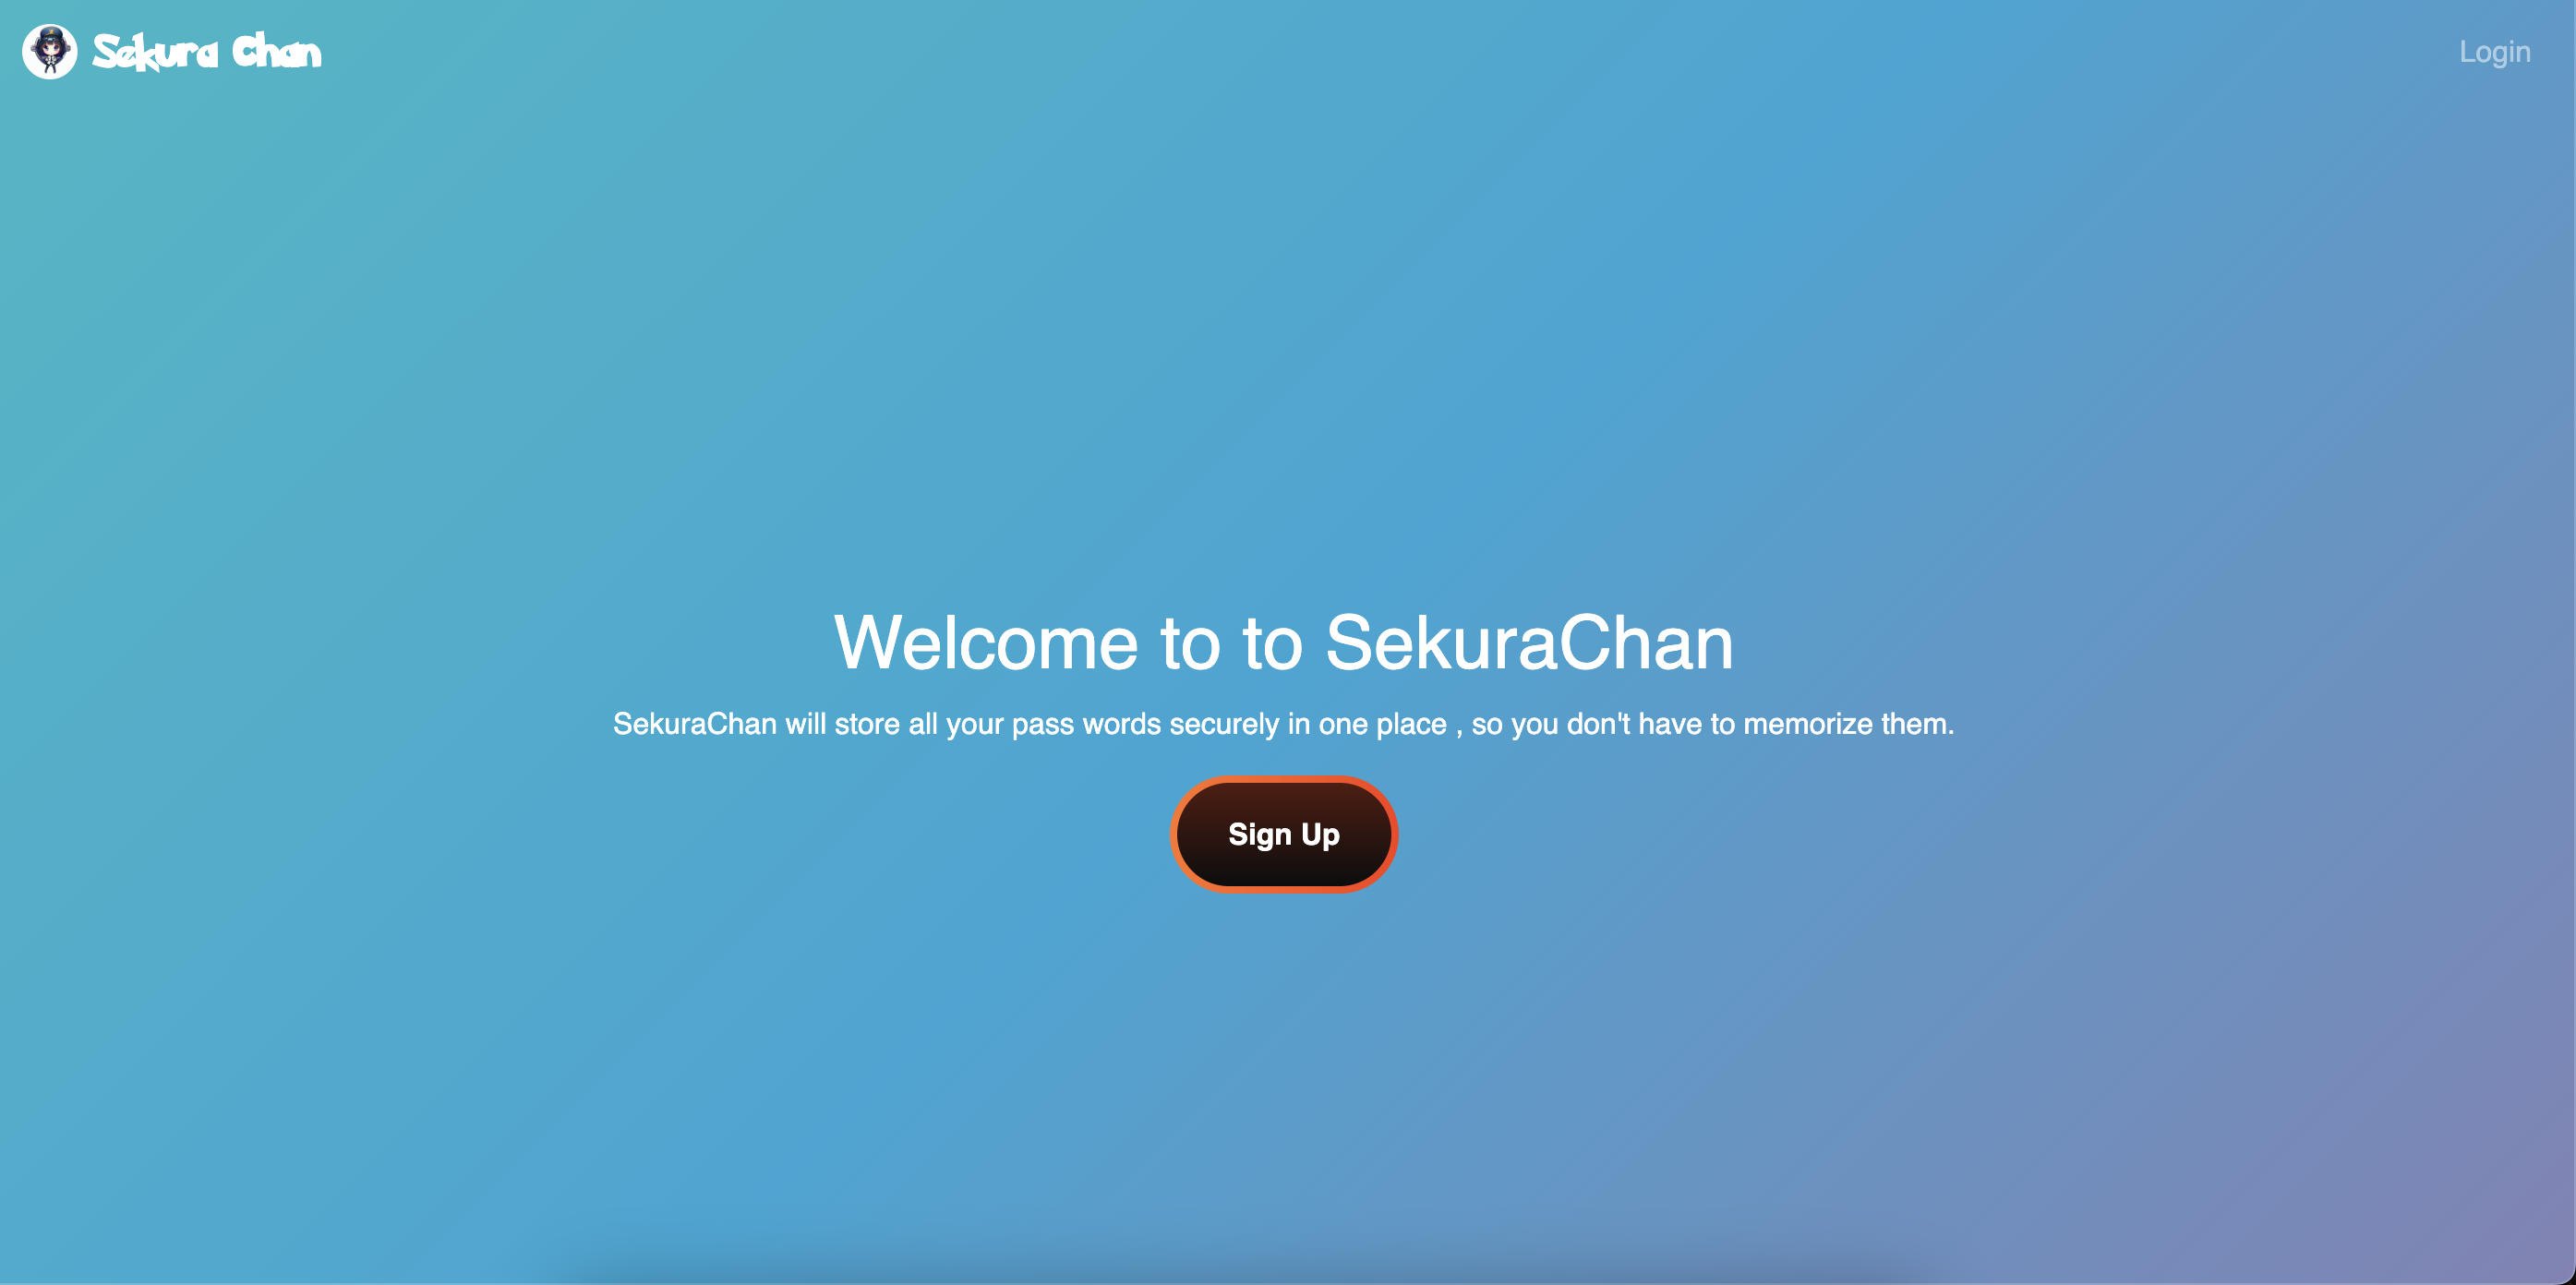 Sekura Chan
Login
Welcome to to SekuraChan
SekuraChan will store all your pass words securely in one place , so you don't have to memorize them.
Sign Up